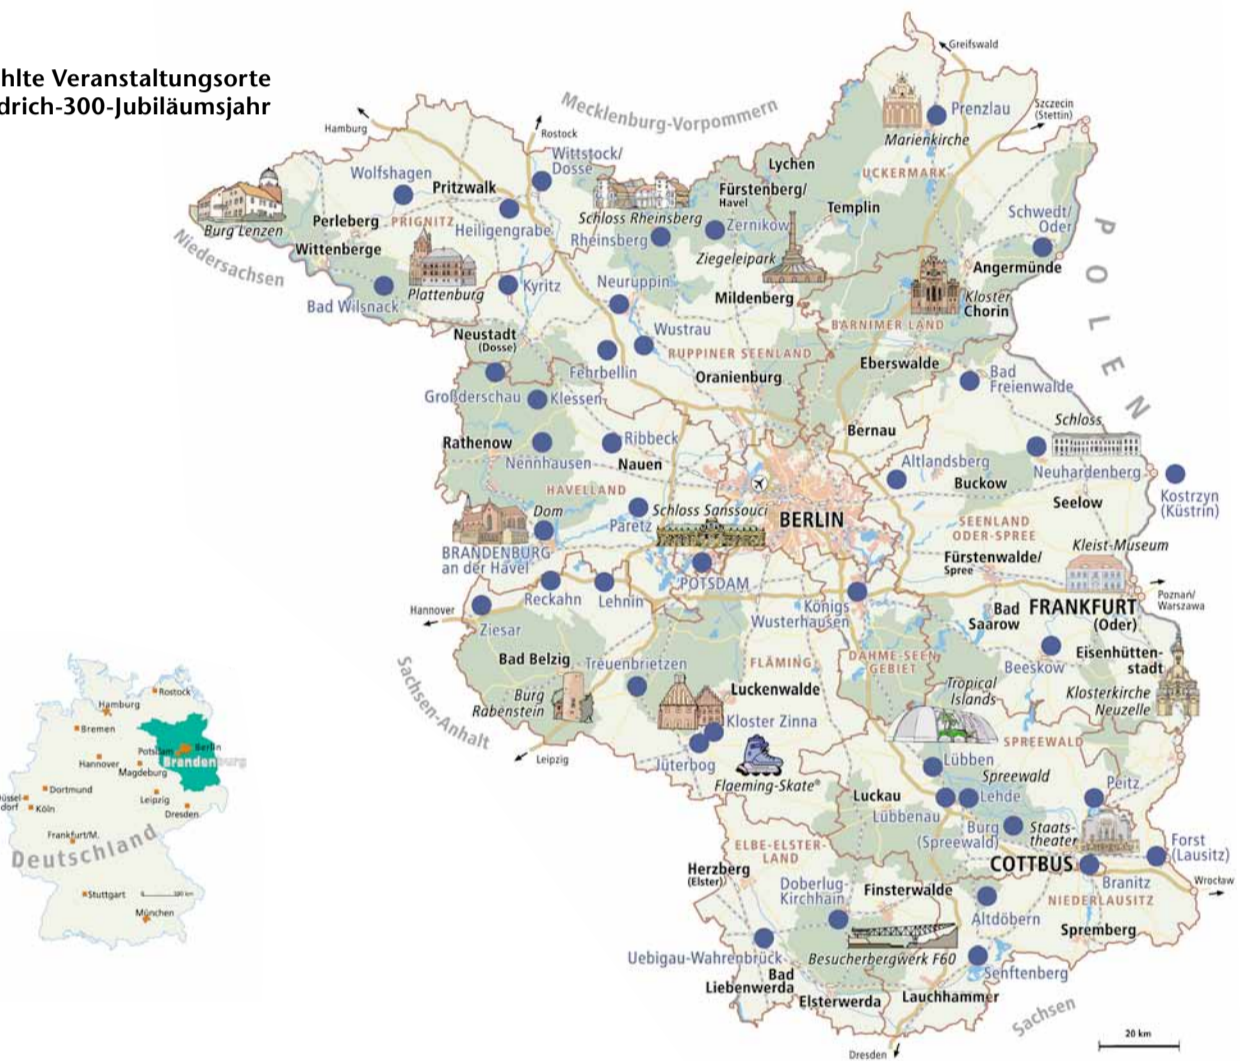 hlte Veranstaltungsorte
drich-300-Jubiläumsjahr
Greifswald
Mecklenburg-Vorpommern
Prenzlau
Szczecin
(Stettin)
Hamburg
Rostock
Marienkirche
Wittstock/
Dosse
Lychen
UCKERMARK
Wolfshagen
Pritzwalk
Fürstenberg/
Havel
Templin
Schloss Rheinsberg
Schwedt/
Oder
Burg Lenzen
Perleberg
PRIGNITZ
Heiligengrabe
Rheinsberg
Zernikow
POLEN
Niedersachsen
Wittenberge
Ziegeleipark
Angermünde
Plattenburg
Kyritz
Neuruppin
Mildenberg
Kloster
Chorin
Bad Wilsnack
Neustadt
(Dosse)
Wustrau
BARNIMER LAND
RUPPINER SEENLAND
Eberswalde
Fehrbellin
Oranienburg
Bad
Freienwalde
Großderschau
Klessen
Schloss
Rathenow
Ribbeck
Bernau
Nennhausen
Nauen
Altlandsberg
Neuhardenberg
Buckow
HAVELLAND
Seelow
Kostrzyn
(Küstrin)
Dom
Paretz
Schloss Sanssouci
BERLIN
SEENLAND
ODER-SPREE
Kleist-Museum
BRANDENBURG
an der Havel
Fürstenwalde/
Spree
POTSDAM
Reckahn
Lehnin
Königs
Wusterhausen
Poznań/
Warszawa
Hannover
Ziesar
Bad
Saarow
FRANKFURT
(Oder)
Bad Belzig
Treuenbrietzen
FLÄMING
DAHME-SEEN-
GEBIET
Beeskow
Eisenhütten-
stadt
Sachsen-Anhalt
Burg
Rabenstein
Luckenwalde
Tropical
Islands
Klosterkirche
Neuzelle
Kloster Zinna
SPREEWALD
Leipzig
Jüterbog
Flaeming-Skate®
Lübben
Spreewald
Peitz
Luckau
Lehde
Lübbenau
Burg
(Spreewald)
Staats-
theater
Forst
(Lausitz)
ELBE-ELSTER-
LAND
COTTBUS
Herzberg
(Elster)
Doberlug-
Kirchhain
Finsterwalde
Branitz
Wrocław
NIEDERLAUSITZ
Altdöbern
Spremberg
Uebigau-Wahrenbrück
Besucherbergwerk F60
Senftenberg
Bad
Liebenwerda
Elsterwerda
Lauchhammer
Sachsen
Dresden
20 km
Rostock
Hamburg
Bremen
Potsdam
Berlin
Brandenburg
Hannover
Magdeburg
Dortmund
Düssel-
dorf
Köln
Leipzig
Dresden
Frankfurt/M.
Deutschland
Stuttgart
0
100 km
München